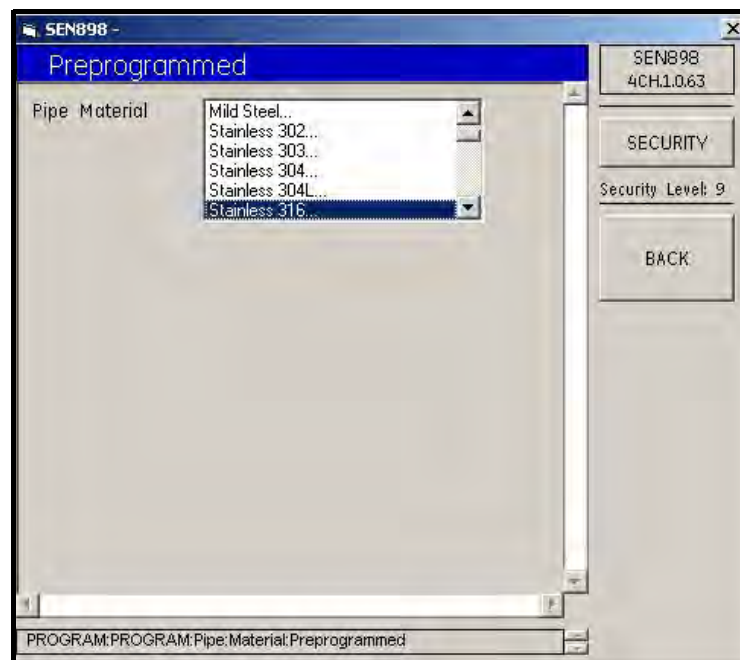 SEN898 -
Preprogrammed
Pipe Material
Mild Steel...
Stainless 302...
Stainless 303...
Stainless 304...
Stainless 304L...
Stainless 316...
SEN898
4CH.1.0.63
SECURITY
Security Level: 9
BACK
PROGRAM:PROGRAM:Pipe:Material:Preprogrammed